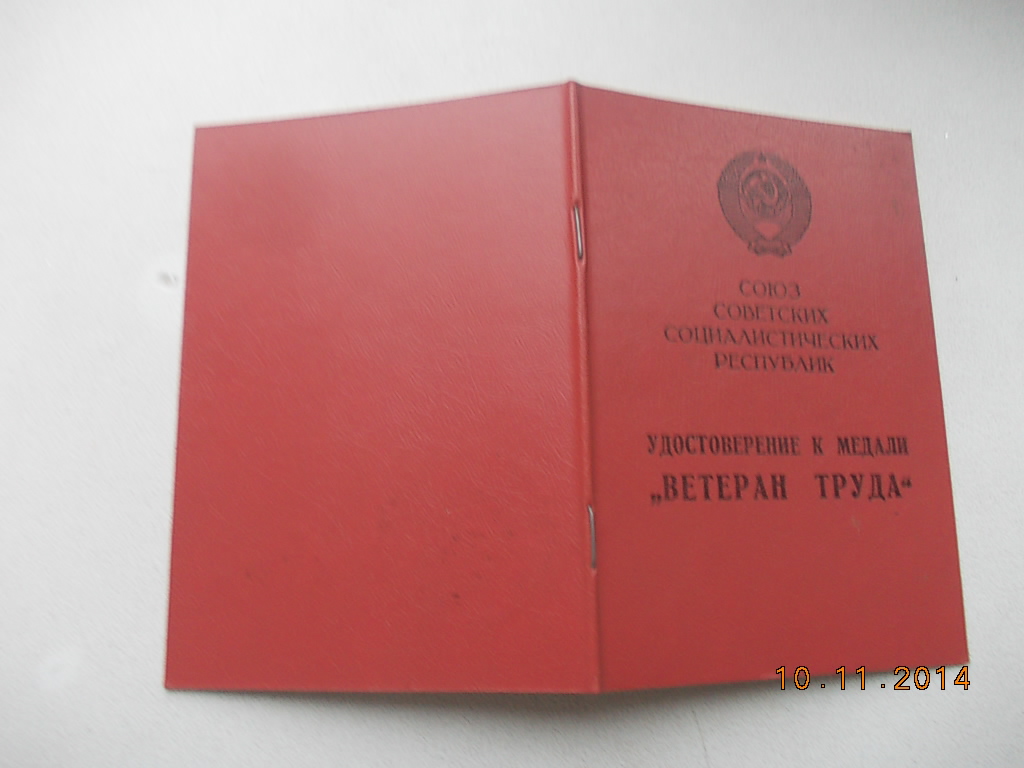 СОЮЗ
СОВЕТСКИХ
СОЦИАЛИСТИЧЕСКИХ
РЕСПУБЛИК
УДОСТОВЕРЕНИЕ К МЕДАЛИ
„ВЕТЕРАН ТРУДА“
10.11.2014